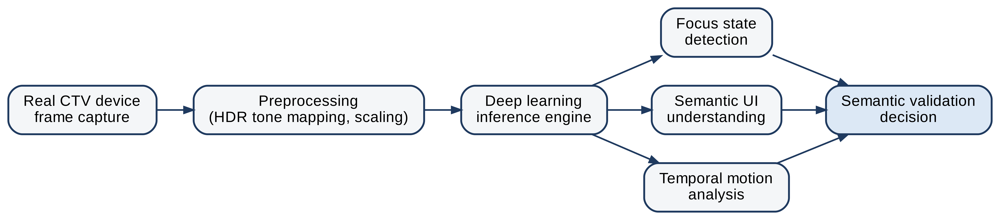 Real CTV device
frame capture
Preprocessing
(HDR tone mapping, scaling)
Deep learning
inference engine
Focus state
detection
Semantic UI
understanding
Temporal motion
analysis
Semantic validation
decision